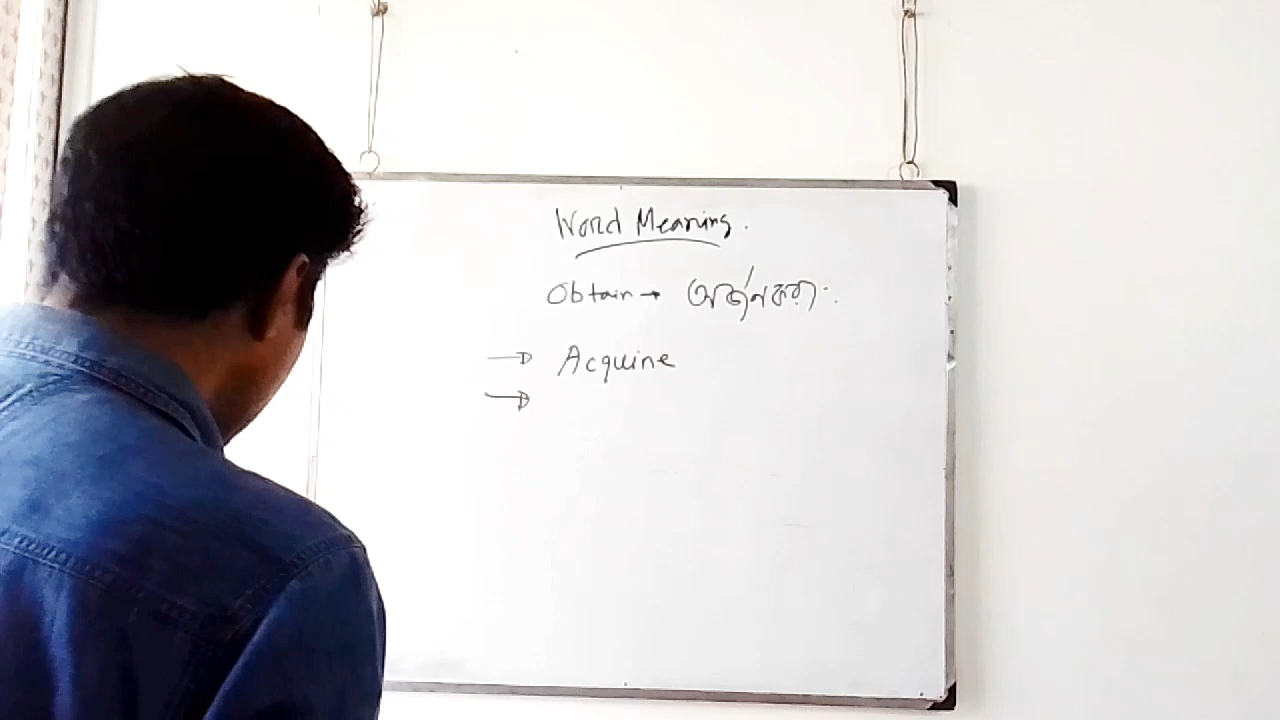 Word Meaning.
Obtain → অর্জন করা.
→ Acquire
→